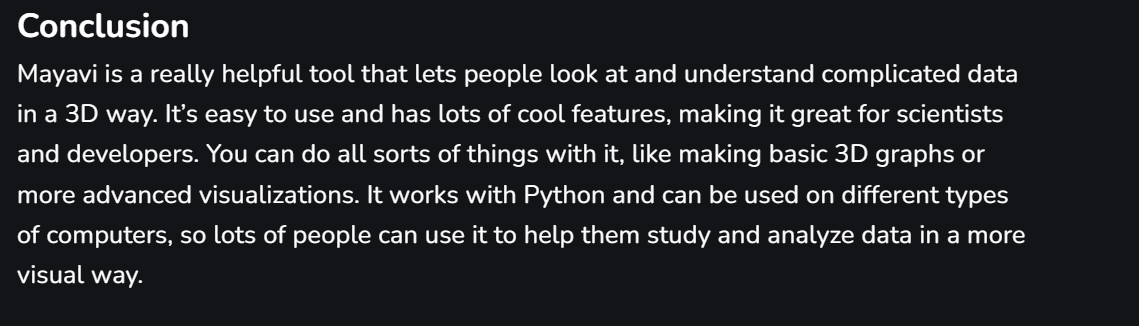 Conclusion
Mayavi is a really helpful tool that lets people look at and understand complicated data
in a 3D way. It’s easy to use and has lots of cool features, making it great for scientists
and developers. You can do all sorts of things with it, like making basic 3D graphs or
more advanced visualizations. It works with Python and can be used on different types
of computers, so lots of people can use it to help them study and analyze data in a more
visual way.